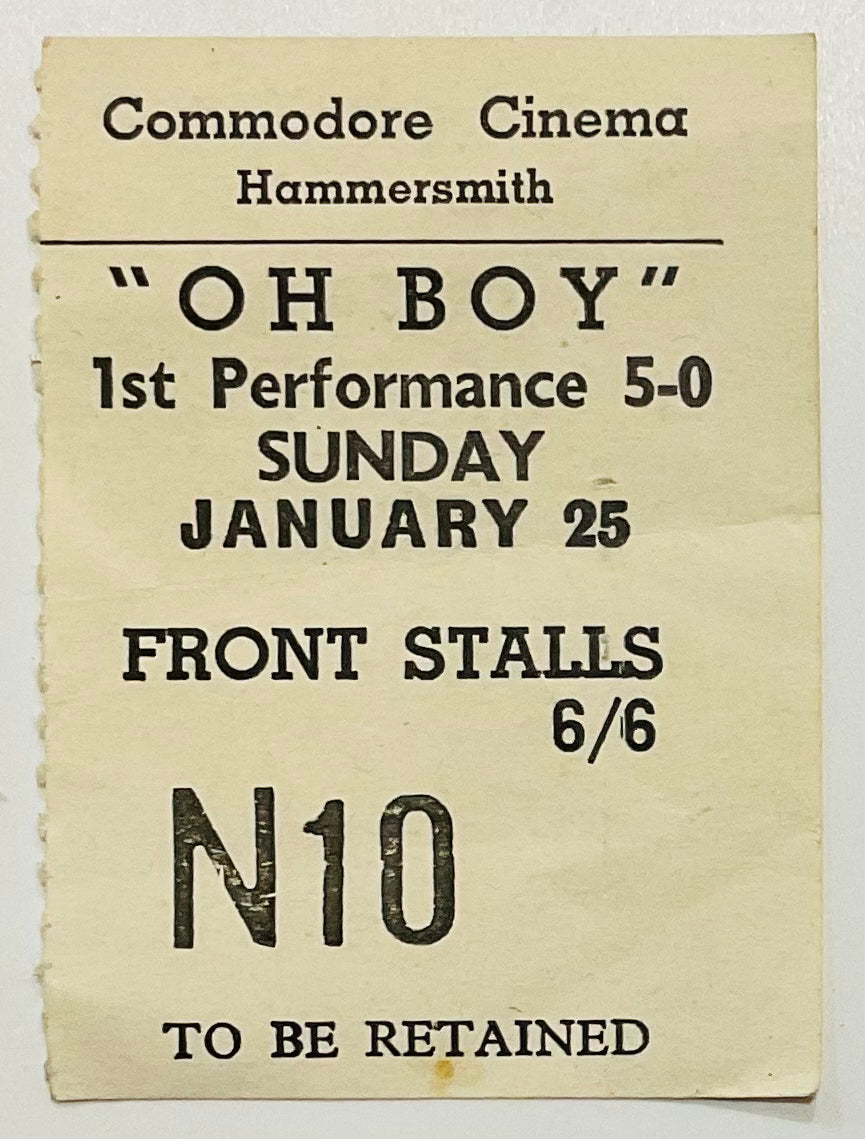 Commodore Cinema
Hammersmith
"OH BOY"
1st Performance 5-0
SUNDAY
JANUARY 25
FRONT STALLS
6/6
N10
TO BE RETAINED